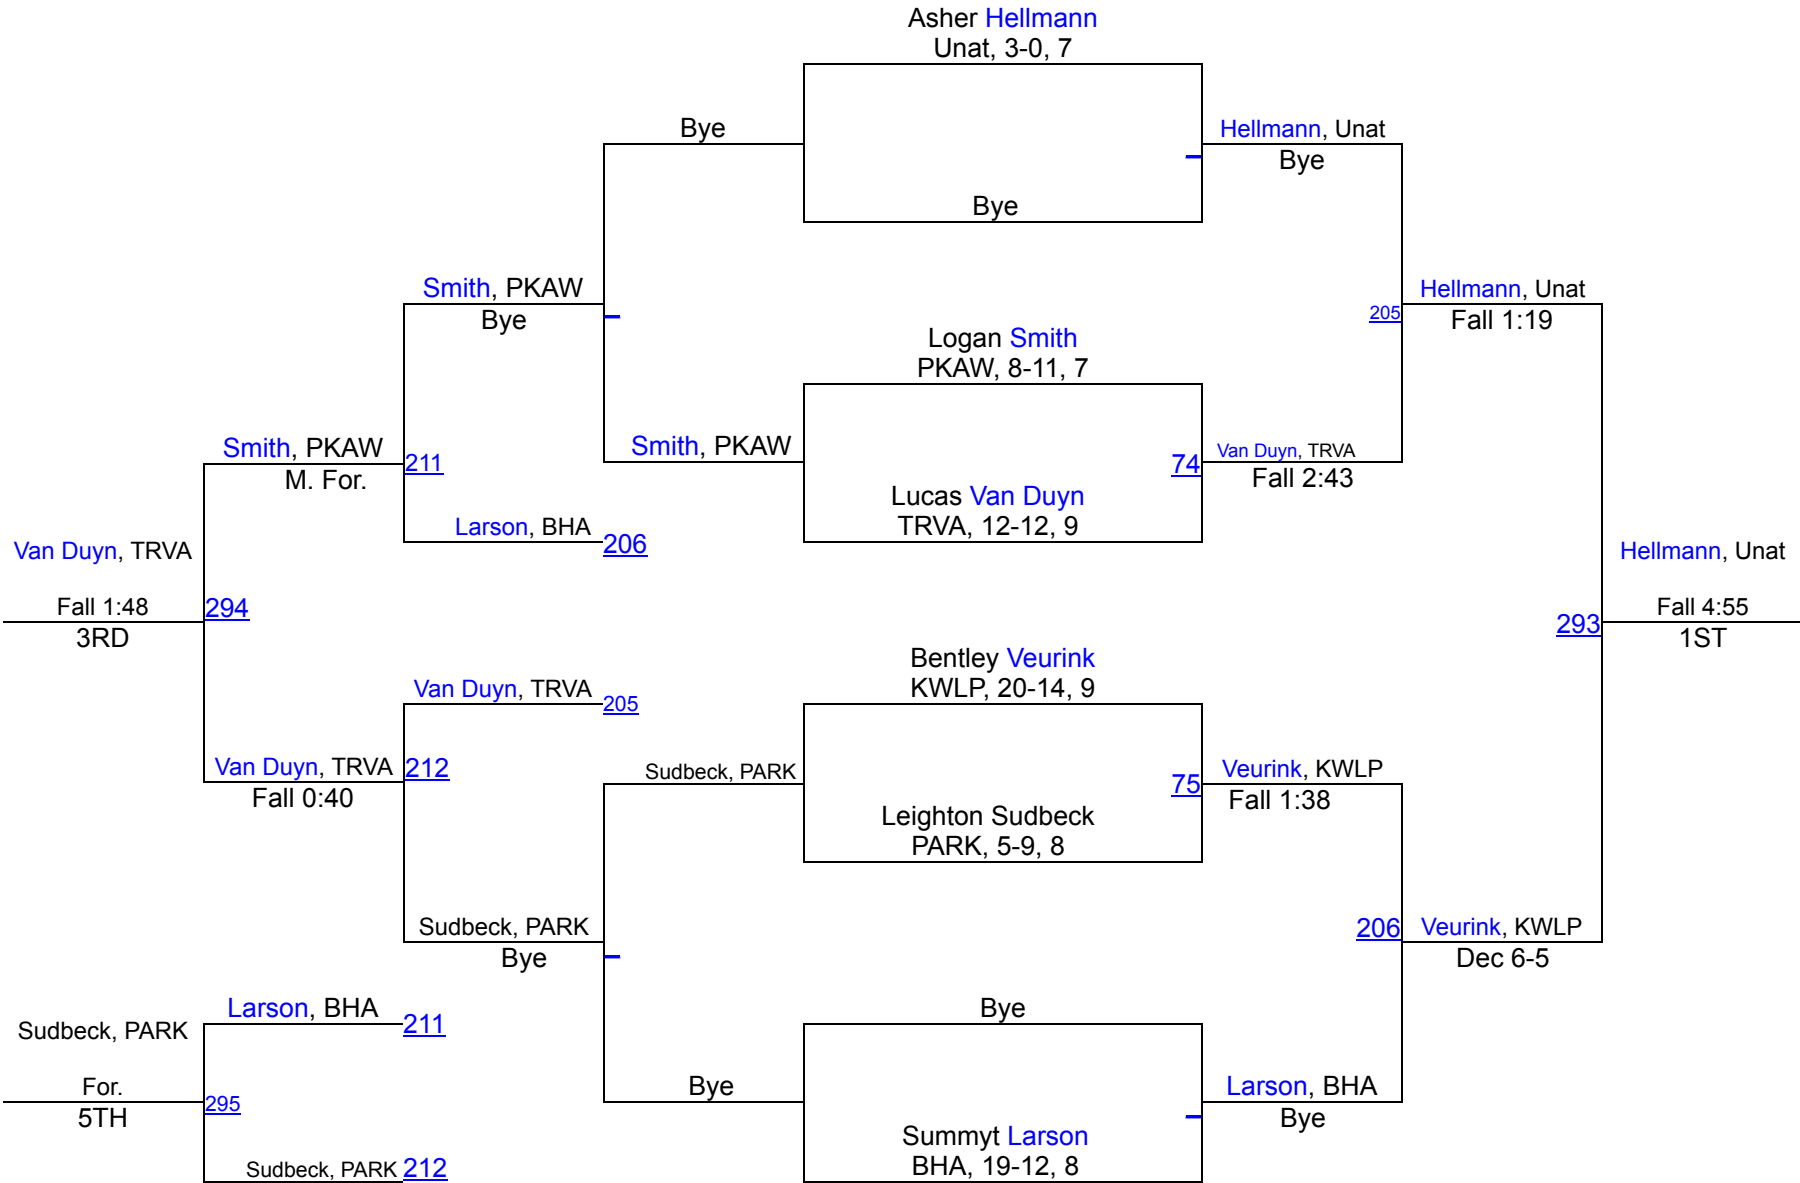 Asher Hellmann
Unat, 3-0, 7
Bye
Hellmann, Unat
Bye
Bye
Smith, PKAW
Bye
Hellmann, Unat
205
Fall 1:19
Logan Smith
PKAW, 8-11, 7
Smith, PKAW
M. For.
211
Smith, PKAW
74
Van Duyn, TRVA
Fall 2:43
Lucas Van Duyn
TRVA, 12-12, 9
Larson, BHA
206
Van Duyn, TRVA
Fall 1:48
3RD
294
Hellmann, Unat
Fall 4:55
1ST
293
Bentley Veurink
KWLP, 20-14, 9
Van Duyn, TRVA
205
Van Duyn, TRVA
Fall 0:40
212
Sudbeck, PARK
75
Veurink, KWLP
Fall 1:38
Leighton Sudbeck
PARK, 5-9, 8
Sudbeck, PARK
Bye
206
Veurink, KWLP
Dec 6-5
Larson, BHA
211
Bye
Sudbeck, PARK
For.
5TH
295
Bye
Larson, BHA
Bye
Summyt Larson
BHA, 19-12, 8
Sudbeck, PARK
212